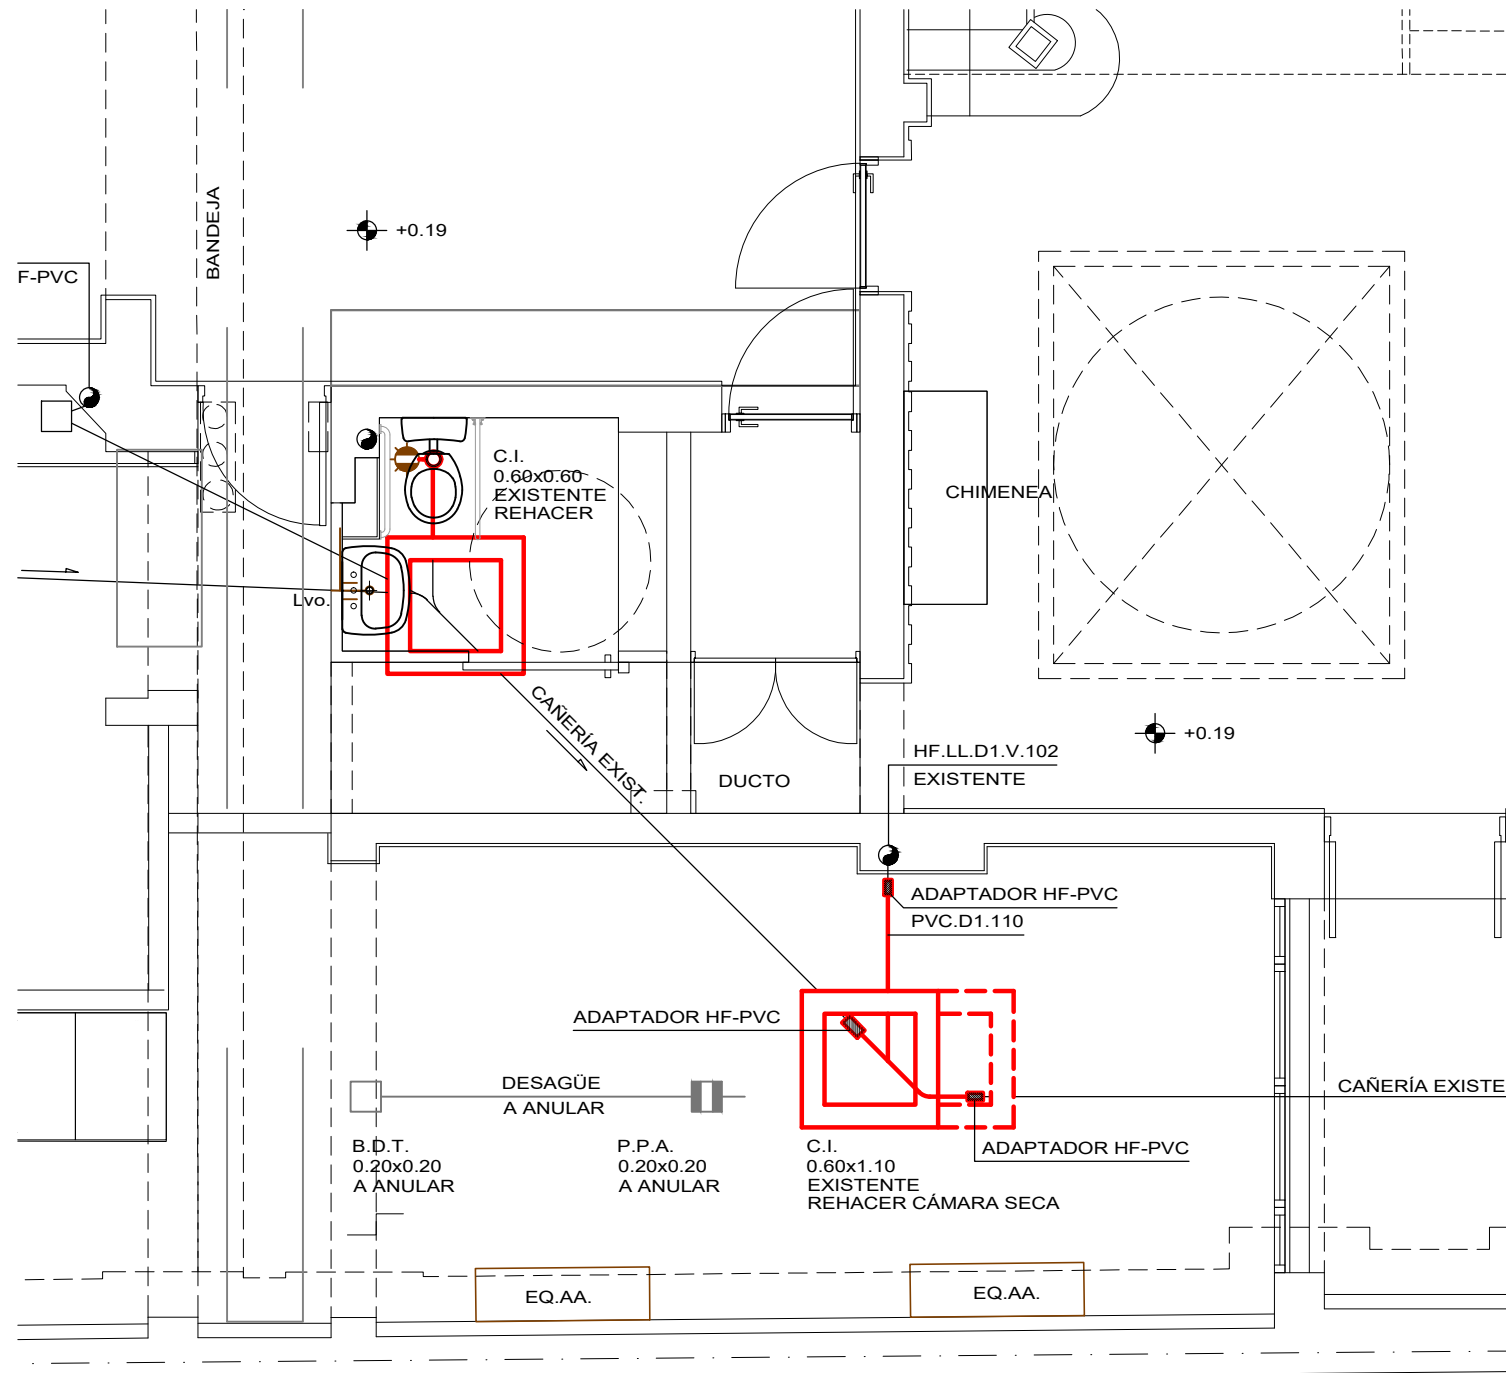 BANDEJA
+0.19
F-PVC
C.I.
0.60x0.60
EXISTENTE
REHACER
CHIMENEA
Lvo.
CAÑERÍA EXIST.
+0.19
HF.LL.D1.V.102
EXISTENTE
DUCTO
ADAPTADOR HF-PVC
PVC.D1.110
ADAPTADOR HF-PVC
DESAGÜE
A ANULAR
CAÑERÍA EXISTE
B.D.T.
0.20x0.20
A ANULAR
P.P.A.
0.20x0.20
A ANULAR
C.I.
0.60x1.10
EXISTENTE
REHACER CÁMARA SECA
ADAPTADOR HF-PVC
EQ.AA.
EQ.AA.